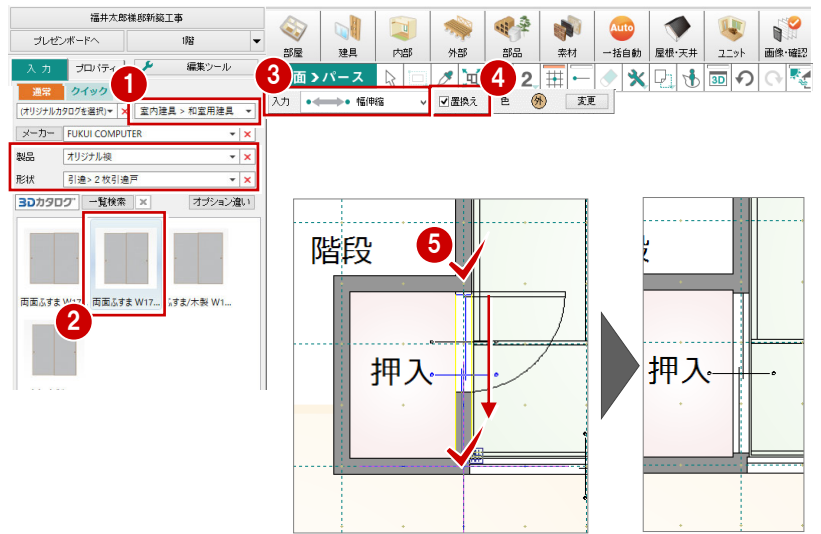 福井太郎様邸新築工事
プレゼンボードへ
1階
入 力
プロパティ
編集ツール
通常
クイック
(オリジナルカタログを選択)
室内建具 > 和室用建具
メーカー
FUKUI COMPUTER
製品
オリジナル襖
形状
引違> 2 枚引違戸
3Dカタログ
一覧検索
オプション違い
両面ふすま W17...
両面ふすま W17...
ふすま/木製 W1...
部屋
建具
内部
外部
部品
素材
Auto
一括自動
屋根・天井
ユニット
画像・確認
面 > パース
2
3D
入力
幅伸縮
置換え
色
外
変更
1
2
3
4
5
階段
押入
押入